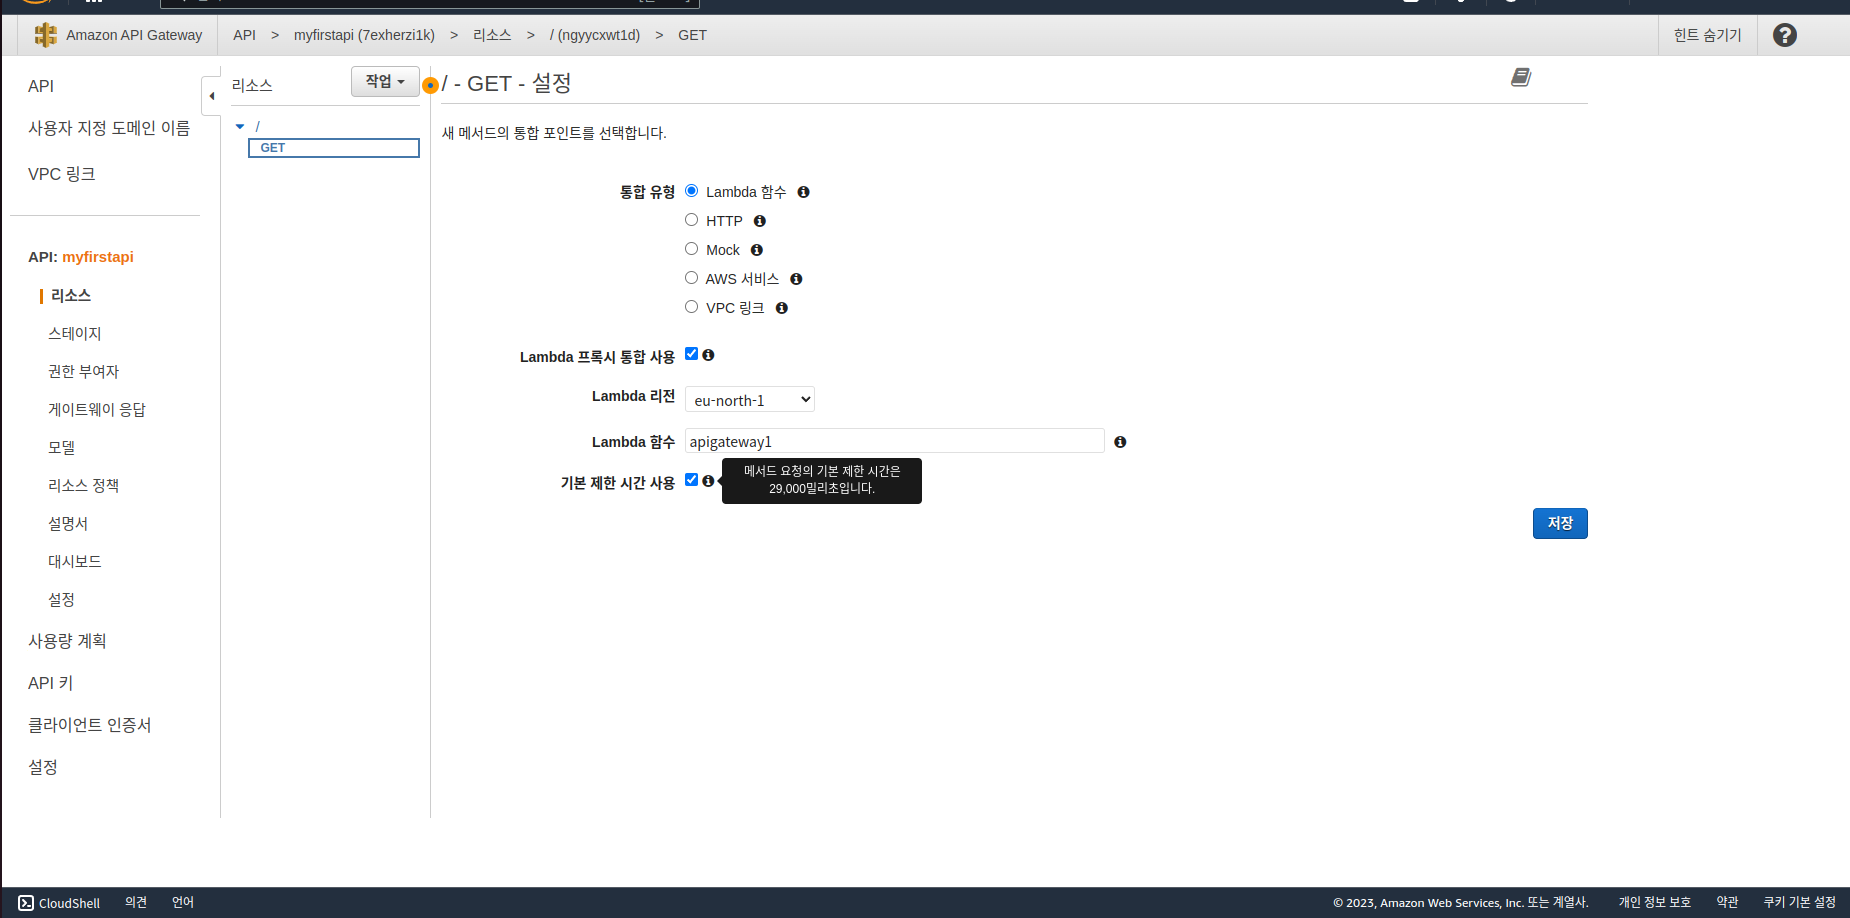 Amazon API Gateway
API > myfirstapi (7exherzi1k) > 리소스 > / (ngyycxwt1d) > GET
힌트 숨기기
API
사용자 지정 도메인 이름
VPC 링크
API: myfirstapi
리소스
스테이지
권한 부여자
게이트웨이 응답
모델
리소스 정책
설명서
대시보드
설정
사용량 계획
API 키
클라이언트 인증서
설정
리소스
작업
/
GET
/ - GET - 설정
새 메서드의 통합 포인트를 선택합니다.
통합 유형
Lambda 함수
HTTP
Mock
AWS 서비스
VPC 링크
Lambda 프록시 통합 사용
Lambda 리전 eu-north-1
Lambda 함수 apigateway1
기본 제한 시간 사용
메서드 요청의 기본 제한 시간은
29,000밀리초입니다.
저장
CloudShell 의견 언어
© 2023, Amazon Web Services, Inc. 또는 계열사. 개인 정보 보호 약관 쿠키 기본 설정